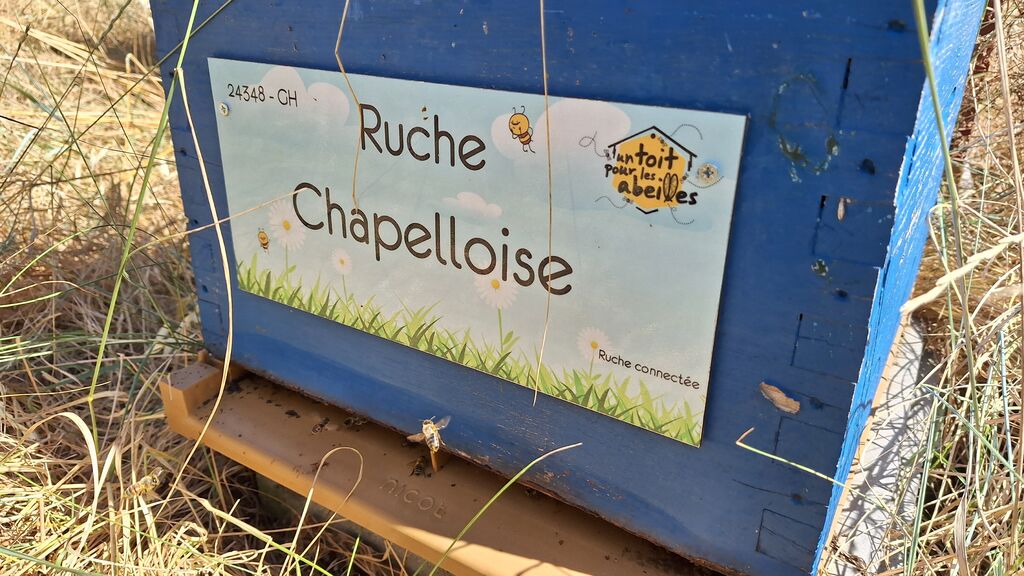 24348 - GH
Ruche
Chapelloise
un toit
pour les
abeilles
Ruche connectée
NICOT